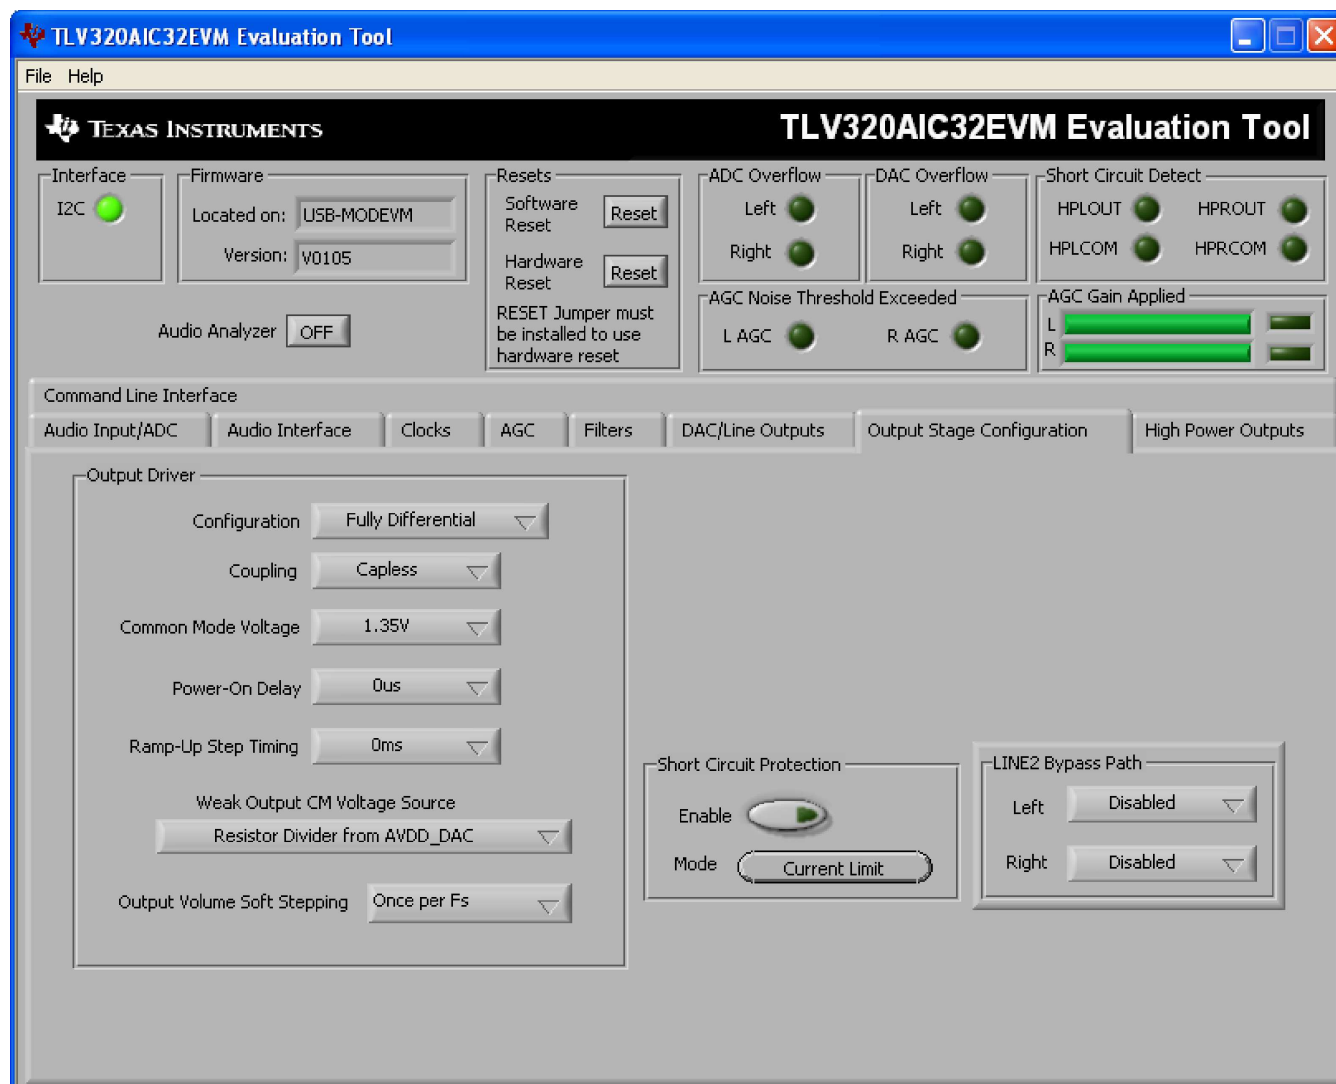 TLV320AIC32EVM Evaluation Tool
File Help
TEXAS INSTRUMENTS
TLV320AIC32EVM Evaluation Tool
Interface
I2C
Firmware
Located on: USB-MODEVM
Version: V0105
Audio Analyzer OFF
Resets
Software
Reset
Reset
Hardware
Reset
Reset
RESET Jumper must
be installed to use
hardware reset
ADC Overflow
Left
Right
DAC Overflow
Left
Right
Short Circuit Detect
HPLOUT HPROUT
HPLCOM HPRCOM
AGC Noise Threshold Exceeded
L AGC R AGC
AGC Gain Applied
L
R
Command Line Interface
Audio Input/ADC Audio Interface Clocks AGC Filters DAC/Line Outputs Output Stage Configuration High Power Outputs
Output Driver
Configuration Fully Differential
Coupling Capless
Common Mode Voltage 1.35V
Power-On Delay 0us
Ramp-Up Step Timing 0ms
Weak Output CM Voltage Source
Resistor Divider from AVDD_DAC
Output Volume Soft Stepping Once per Fs
Short Circuit Protection
Enable
Mode Current Limit
LINE2 Bypass Path
Left Disabled
Right Disabled